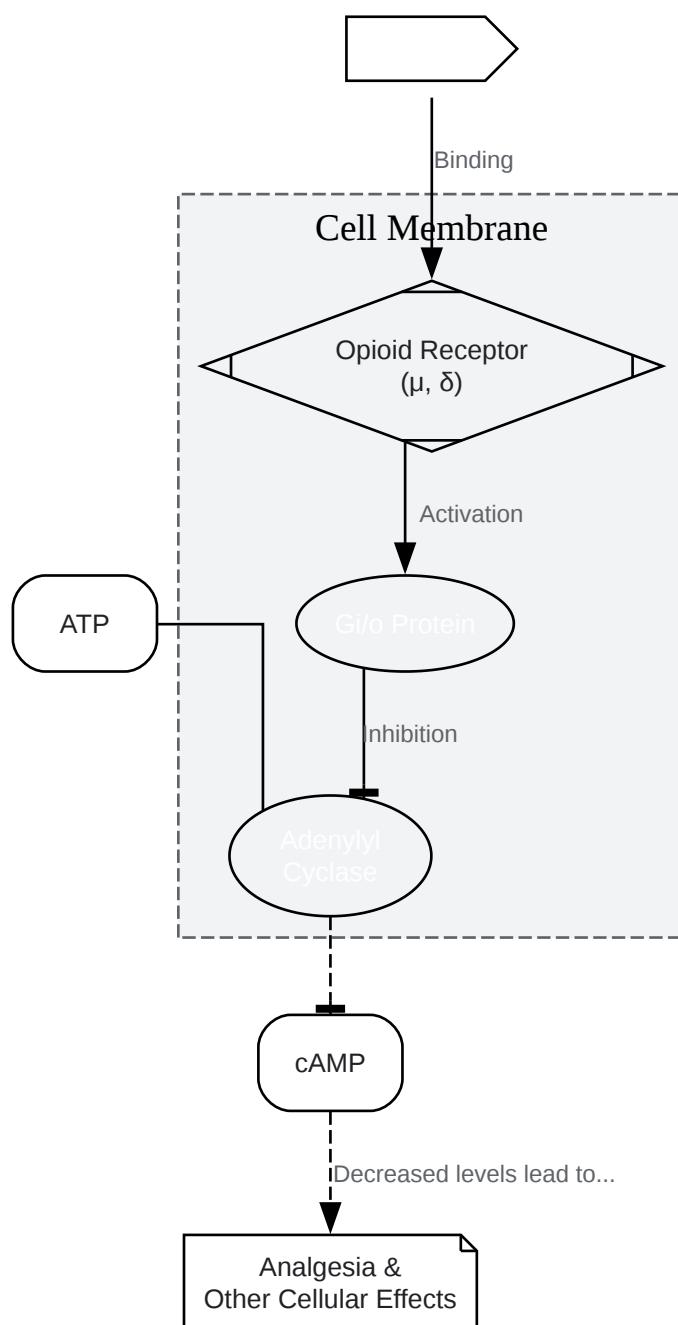 Binding
Cell Membrane
Opioid Receptor
(μ, δ)
Activation
ATP
Gi/o Protein
Inhibition
Adenylyl
Cyclase
cAMP
Decreased levels lead to...
Analgesia &
Other Cellular Effects